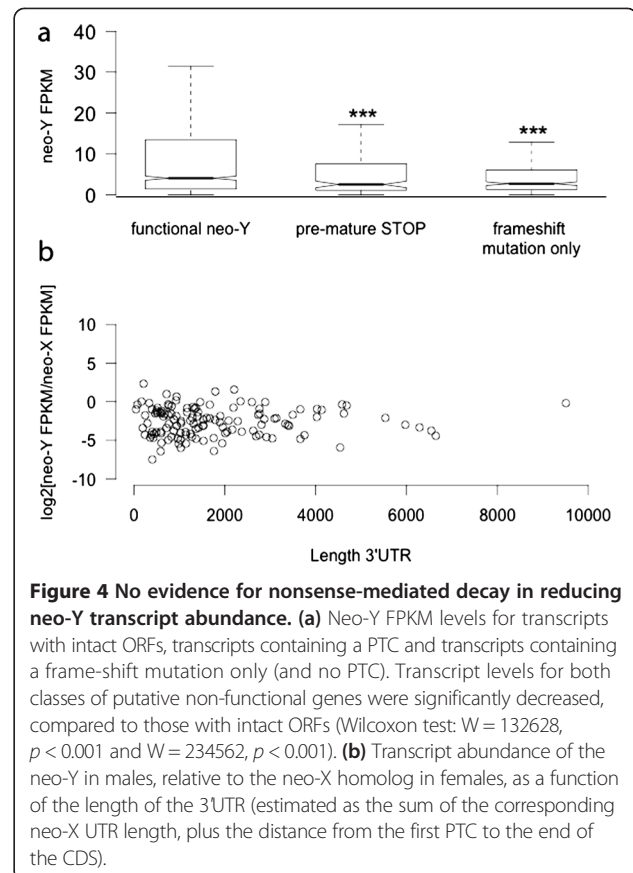 a
40
30
20
10
0
neo-Y FPKM
***
***
functional neo-Y
pre-mature STOP
frameshift
mutation only
b
10
5
0
-5
-10
log2[neo-Y FPKM/neo-X FPKM]
0
2000
4000
6000
8000
10000
Length 3'UTR
Figure 4 No evidence for nonsense-mediated decay in reducing
neo-Y transcript abundance. (a) Neo-Y FPKM levels for transcripts
with intact ORFs, transcripts containing a PTC and transcripts containing
a frame-shift mutation only (and no PTC). Transcript levels for both
classes of putative non-functional genes were significantly decreased,
compared to those with intact ORFs (Wilcoxon test: W = 132628,
p < 0.001 and W = 234562, p < 0.001). (b) Transcript abundance of the
neo-Y in males, relative to the neo-X homolog in females, as a function
of the length of the 3'UTR (estimated as the sum of the corresponding
neo-X UTR length, plus the distance from the first PTC to the end of
the CDS).